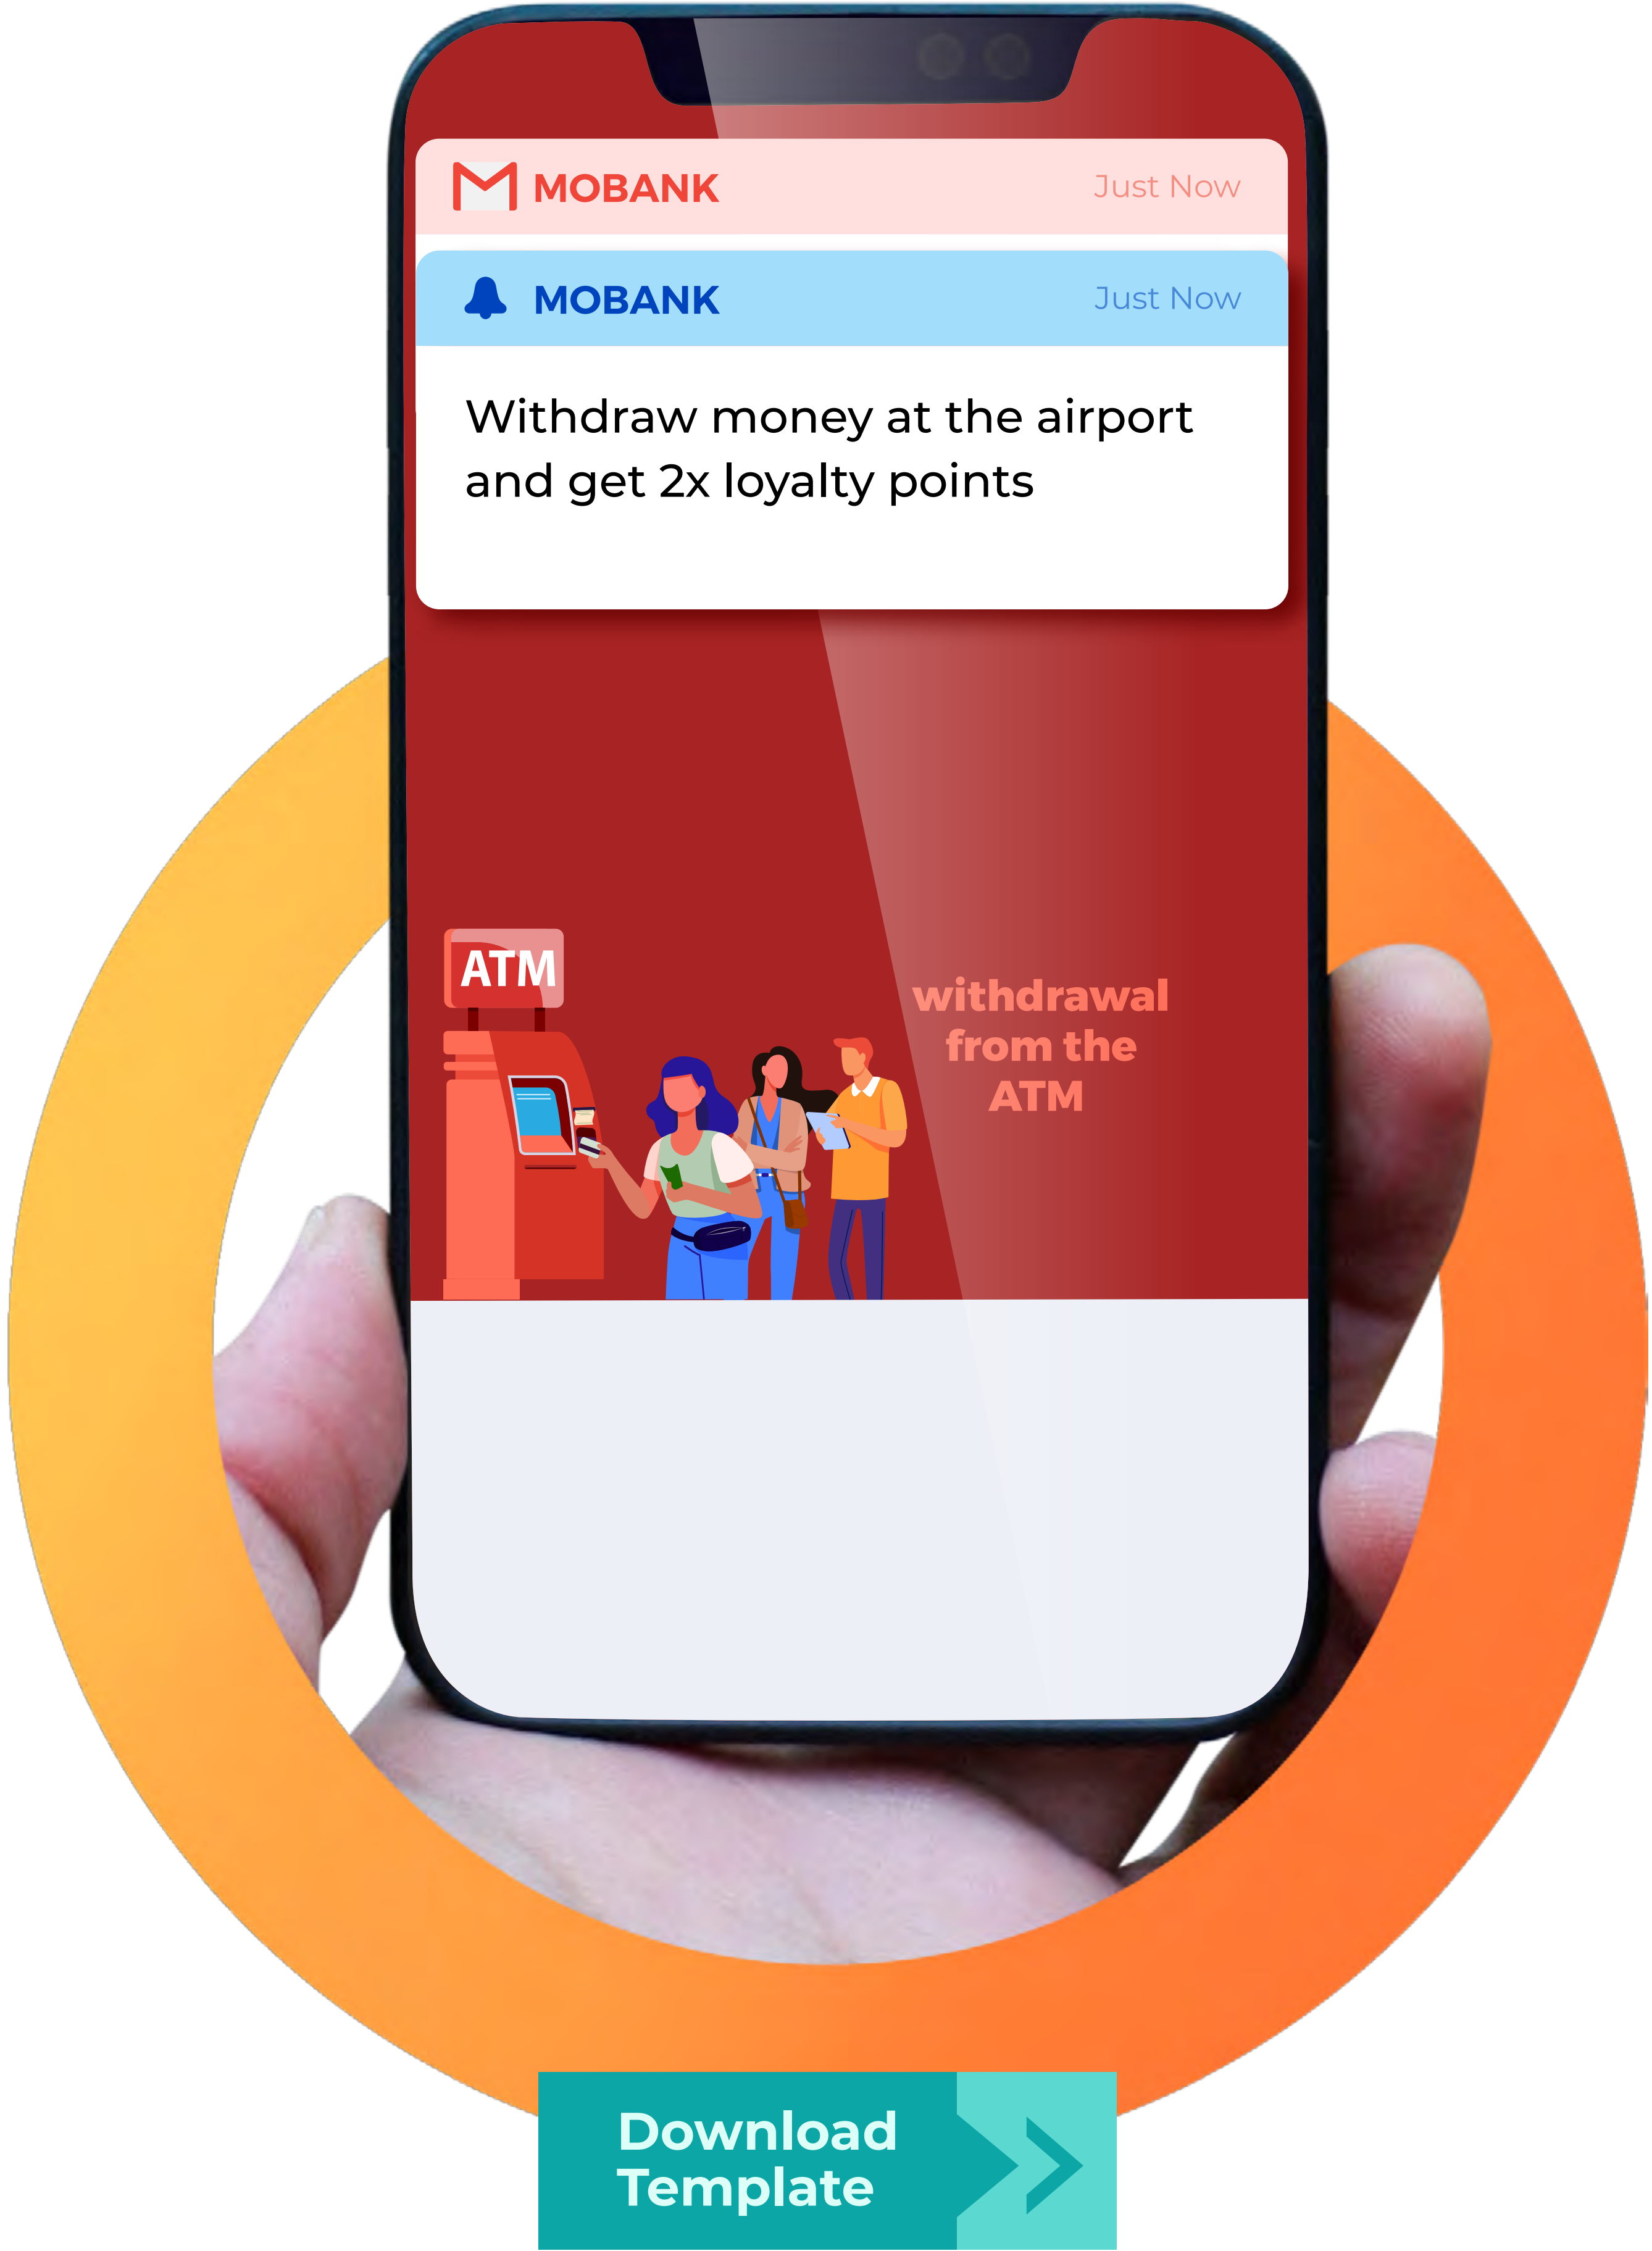 MOBANK
Just Now
MOBANK
Just Now
Withdraw money at the airport
and get 2x loyalty points
ATM
withdrawal
from the
ATM
Download
Template